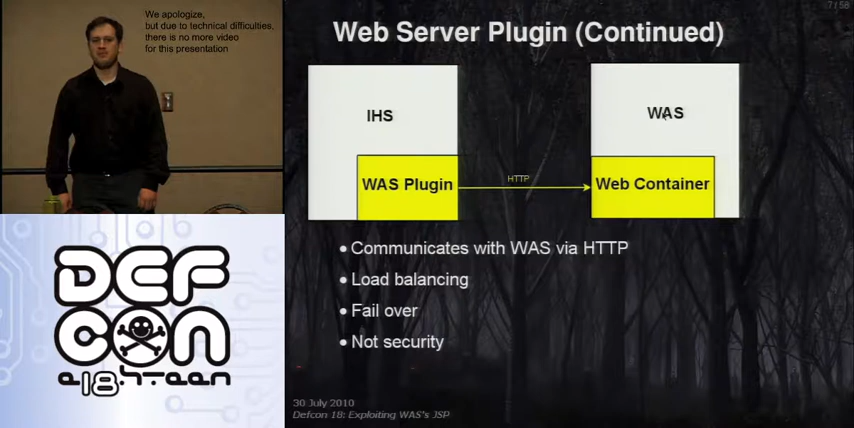 We apologize,
but due to technical difficulties,
there is no more video
for this presentation
7/58
Web Server Plugin (Continued)
IHS
WAS Plugin
HTTP
WAS
Web Container
• Communicates with WAS via HTTP
• Load balancing
• Fail over
• Not security
30 July 2010
Defcon 18: Exploiting WAS's JSP
DEF
CON
e18hteen